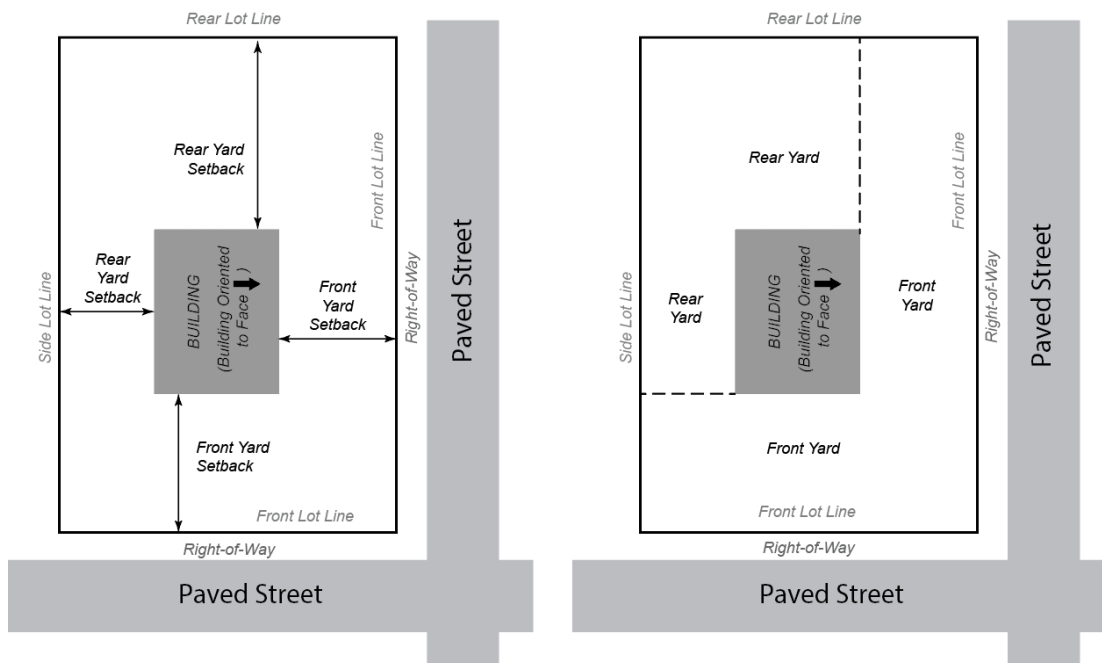 Rear Lot Line
Rear Yard
Setback
Front Lot Line
Rear
Yard
Setback
Side Lot Line
BUILDING
(Building Oriented
to Face )
Front
Yard
Setback
Right-of-Way
Paved Street
Front Yard
Setback
Front Lot Line
Right-of-Way
Paved Street
Rear Lot Line
Rear Yard
Front Lot Line
Rear
Yard
Side Lot Line
BUILDING
(Building Oriented
to Face )
Front
Yard
Right-of-Way
Paved Street
Front Yard
Front Lot Line
Right-of-Way
Paved Street